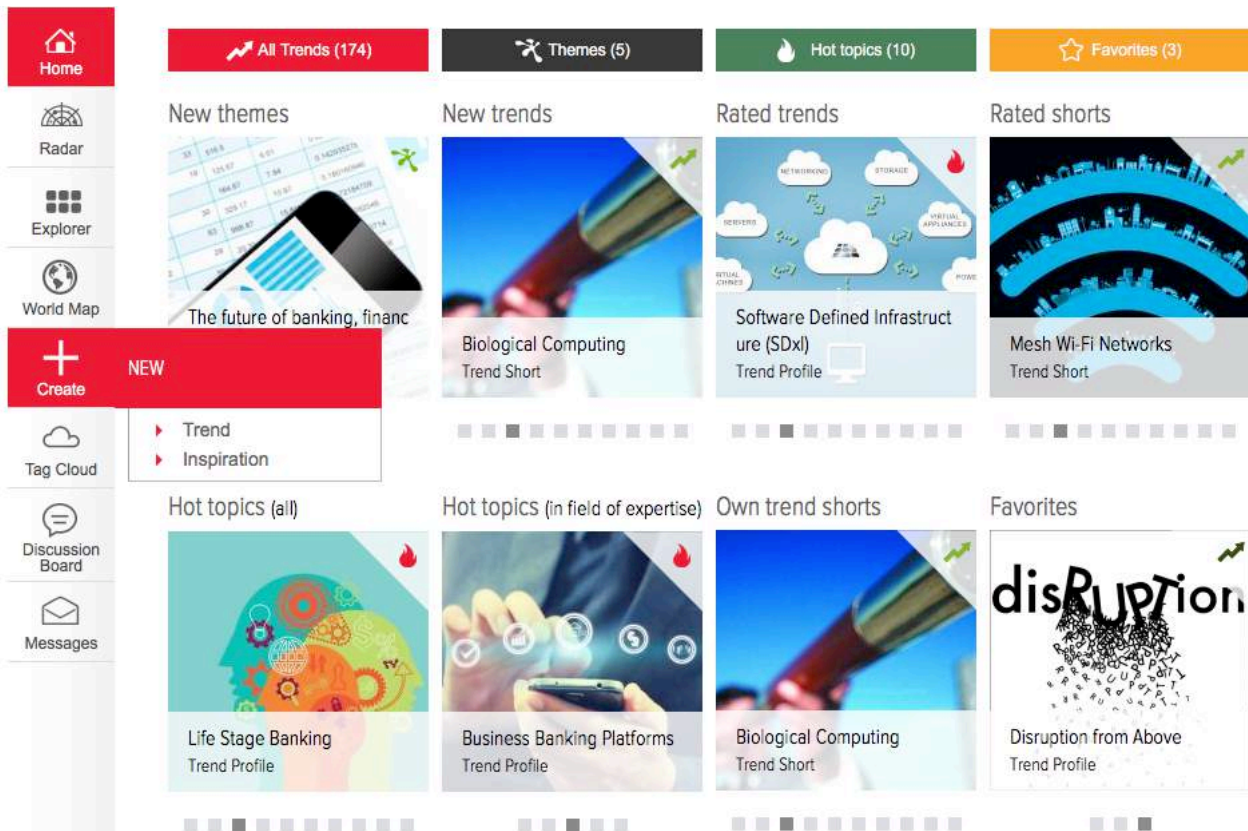 Home
Radar
Explorer
World Map
Create
NEW
Trend
Inspiration
Tag Cloud
Discussion
Board
Messages
All Trends (174)
Themes (5)
Hot topics (10)
Favorites (3)
New themes
The future of banking, financ
New trends
Biological Computing
Trend Short
Rated trends
NETWORKING
STORAGE
SERVERS
VIRTUAL
APPLIANCES
Software Defined Infrastruct
ure (SDxI)
Trend Profile
Rated shorts
Mesh Wi-Fi Networks
Trend Short
Hot topics (all)
Life Stage Banking
Trend Profile
Hot topics (in field of expertise)
Business Banking Platforms
Trend Profile
Own trend shorts
Biological Computing
Trend Short
Favorites
disRUPTion
Disruption from Above
Trend Profile